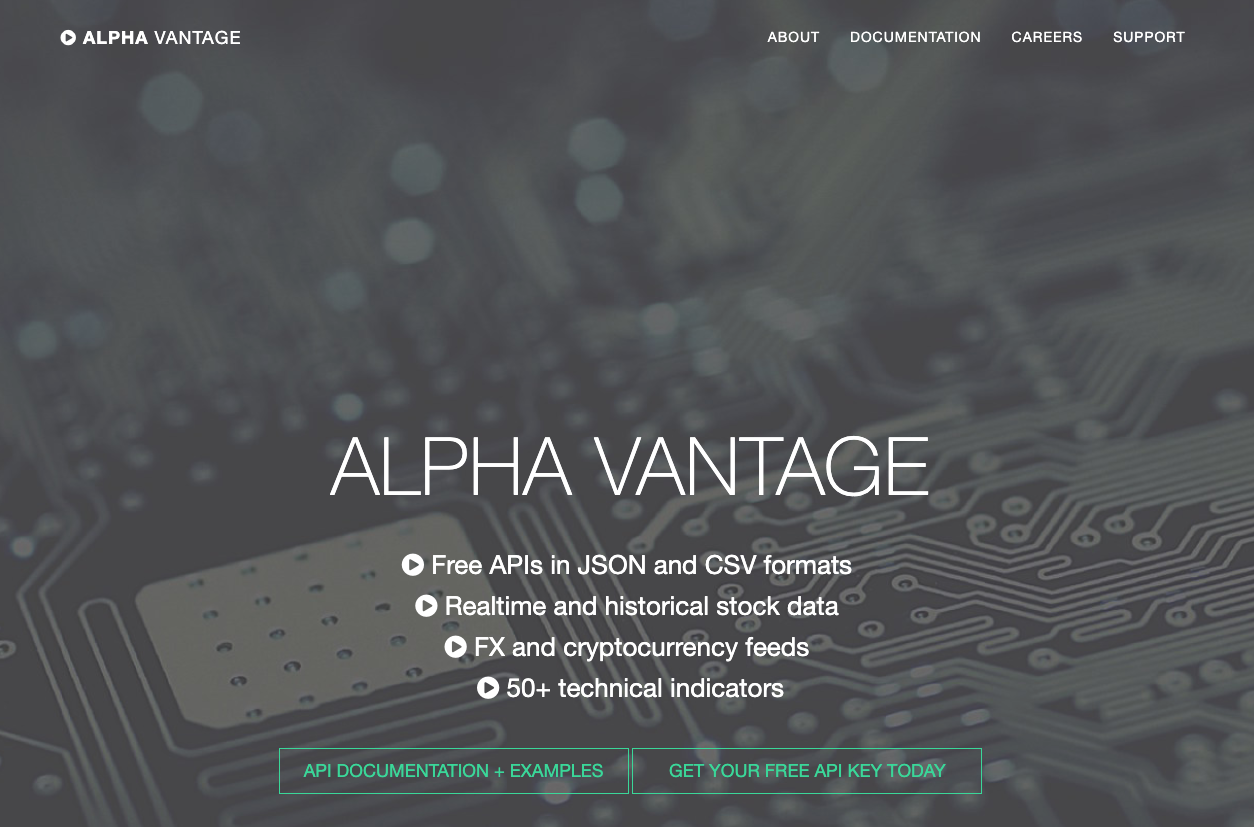 ALPHA VANTAGE
ABOUT DOCUMENTATION CAREERS SUPPORT
ALPHA VANTAGE
Free APIs in JSON and CSV formats
Realtime and historical stock data
FX and cryptocurrency feeds
50+ technical indicators
API DOCUMENTATION + EXAMPLES
GET YOUR FREE API KEY TODAY